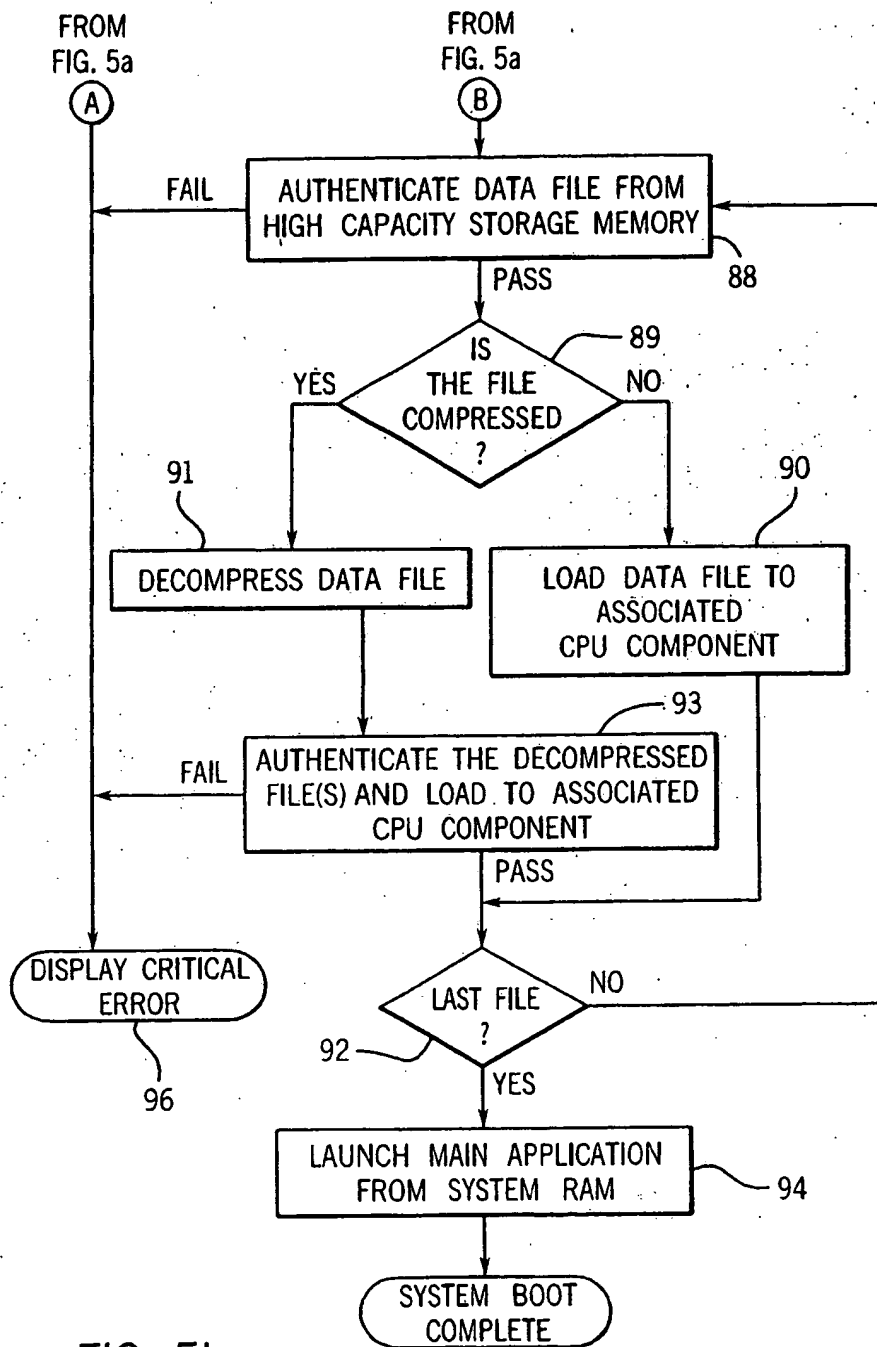 FROM
FIG. 5a
A
FROM
FIG. 5a
B
FAIL
AUTHENTICATE DATA FILE FROM
HIGH CAPACITY STORAGE MEMORY
88
PASS
89
IS
THE FILE
COMPRESSED
?
YES
NO
91
90
DECOMPRESS DATA FILE
LOAD DATA FILE TO
ASSOCIATED
CPU COMPONENT
93
FAIL
AUTHENTICATE THE DECOMPRESSED
FILE(S) AND LOAD TO ASSOCIATED
CPU COMPONENT
PASS
DISPLAY CRITICAL
ERROR
96
LAST FILE
?
NO
92
YES
LAUNCH MAIN APPLICATION
FROM SYSTEM RAM
94
SYSTEM BOOT
COMPLETE